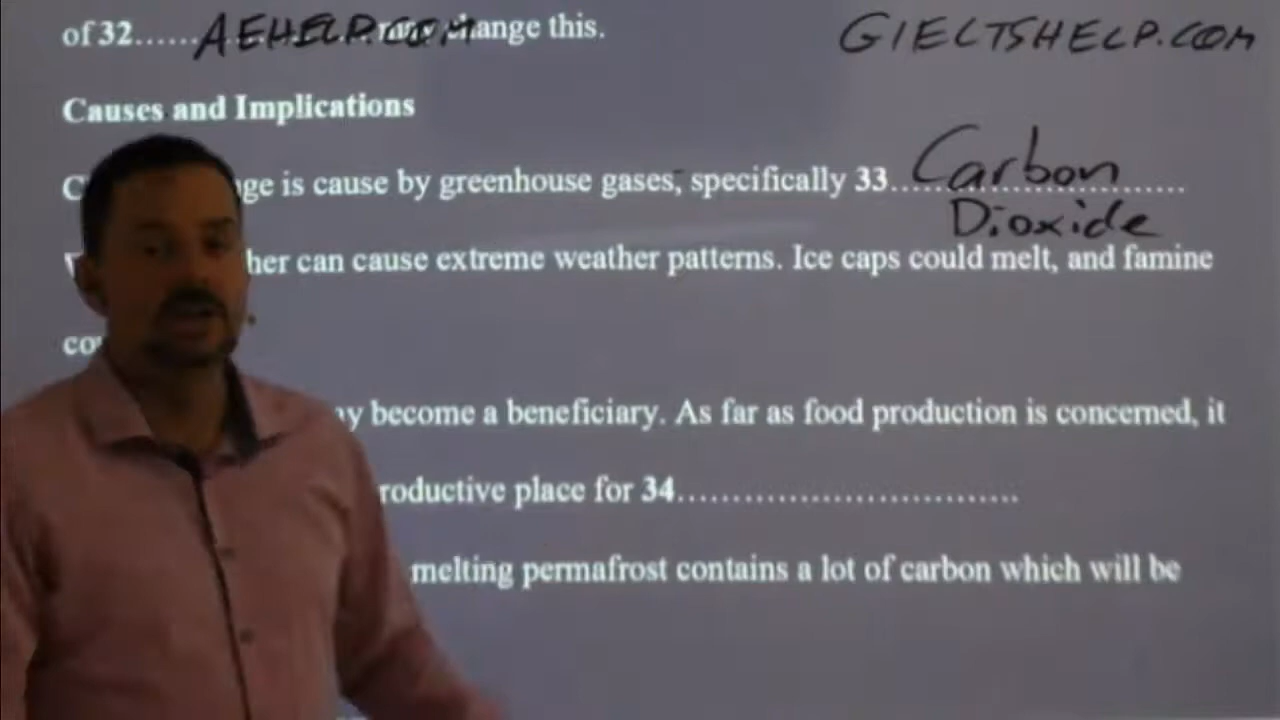 of 32...... AEHELP.COM may change this. GIELTSHELP.COM
Causes and Implications
ge is cause by greenhouse gases, specifically 33.............................. Carbon
Dioxide
her can cause extreme weather patterns. Ice caps could melt, and famine
become a beneficiary. As far as food production is concerned, it
roductive place for 34..............................
melting permafrost contains a lot of carbon which will be